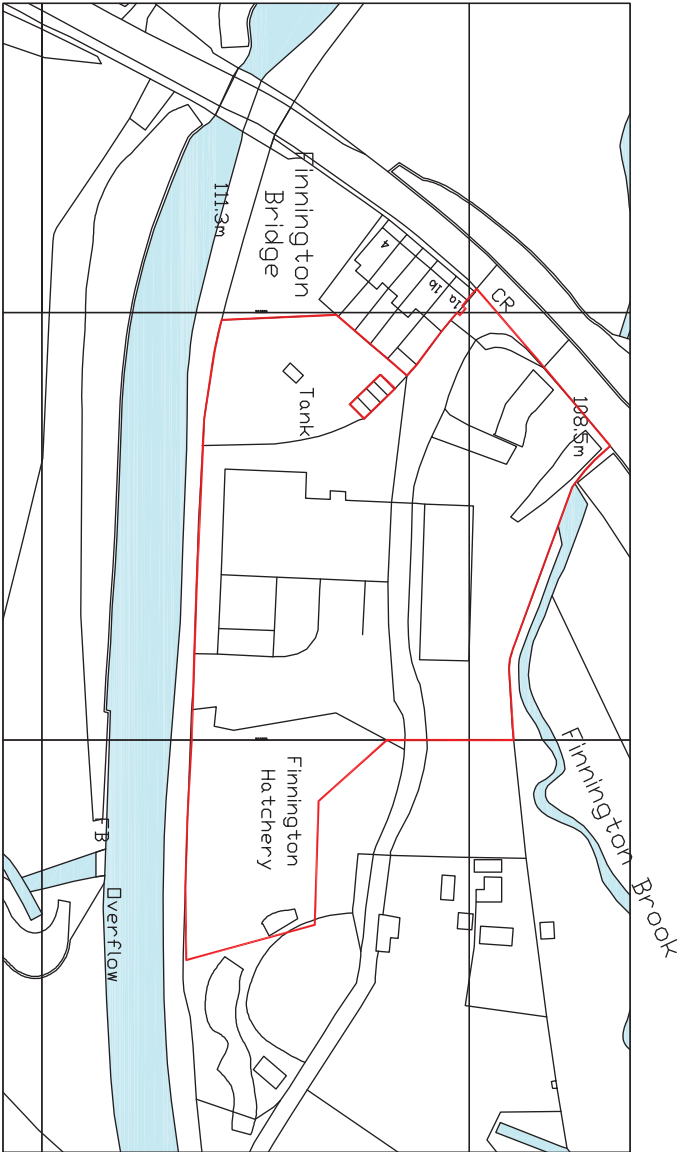 Finnington
Bridge
111.3m
4
1b
1a
CR
108.5m
Tank
Finnington
Hatchery
Finnington Brook
FB
Overflow